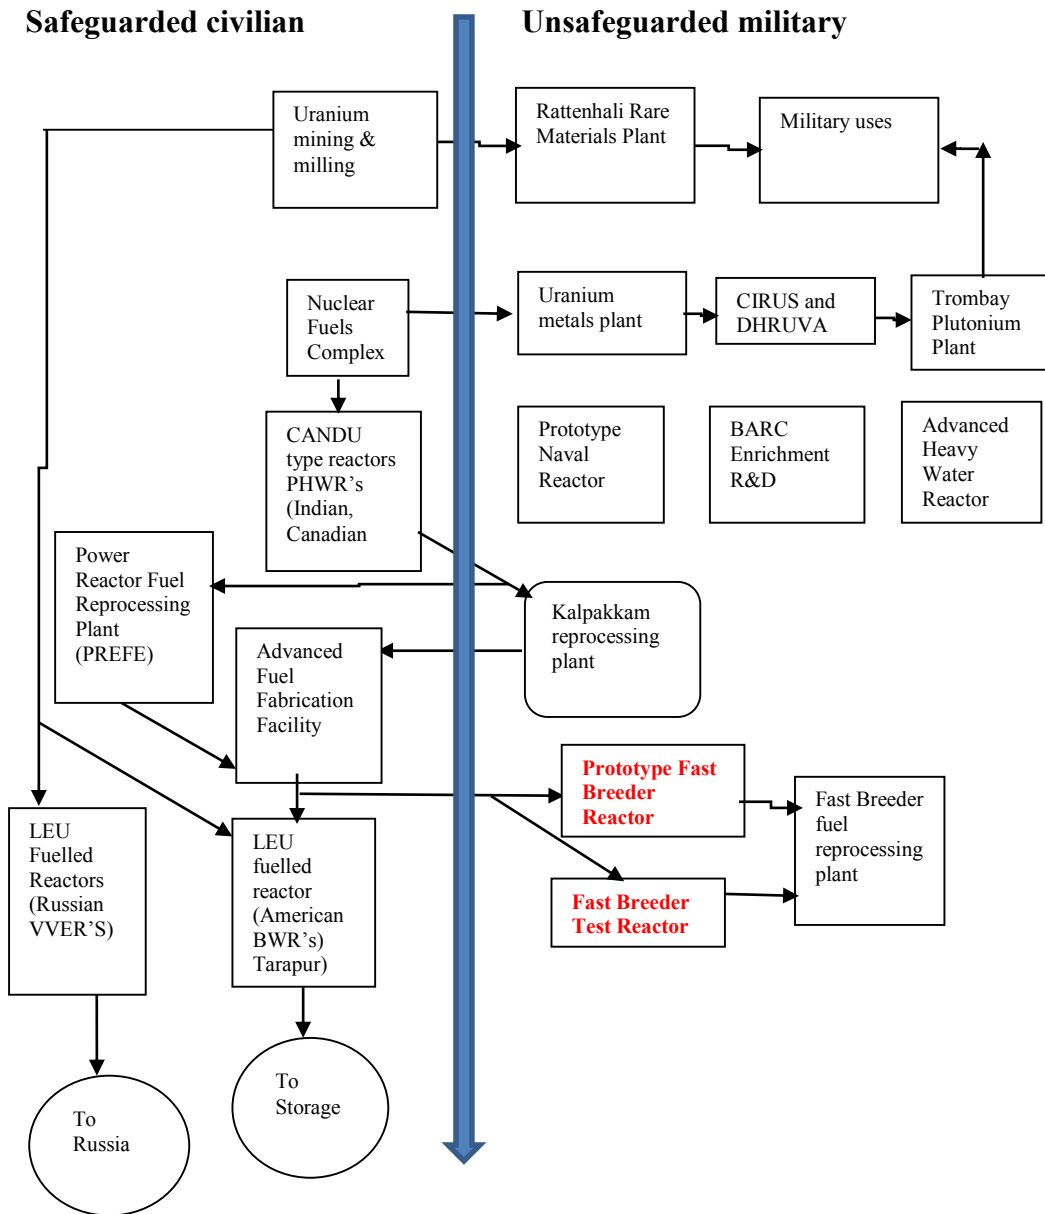 Safeguarded civilian
Unsafeguarded military
Uranium
mining &
milling
Rattenhali Rare
Materials Plant
Military uses
Nuclear
Fuels
Complex
Uranium
metals plant
CIRUS and
DHRUVA
Trombay
Plutonium
Plant
CANDU
type reactors
PHWR’s
(Indian,
Canadian
Prototype
Naval
Reactor
BARC
Enrichment
R&D
Advanced
Heavy
Water
Reactor
Power
Reactor Fuel
Reprocessing
Plant
(PREFE)
Kalpakkam
reprocessing
plant
Advanced
Fuel
Fabrication
Facility
Prototype Fast
Breeder
Reactor
Fast Breeder
fuel
reprocessing
plant
LEU
Fuelled
Reactors
(Russian
VVER’S)
LEU
fuelled
reactor
(American
BWR’s)
Tarapur)
Fast Breeder
Test Reactor
To
Storage
To
Russia